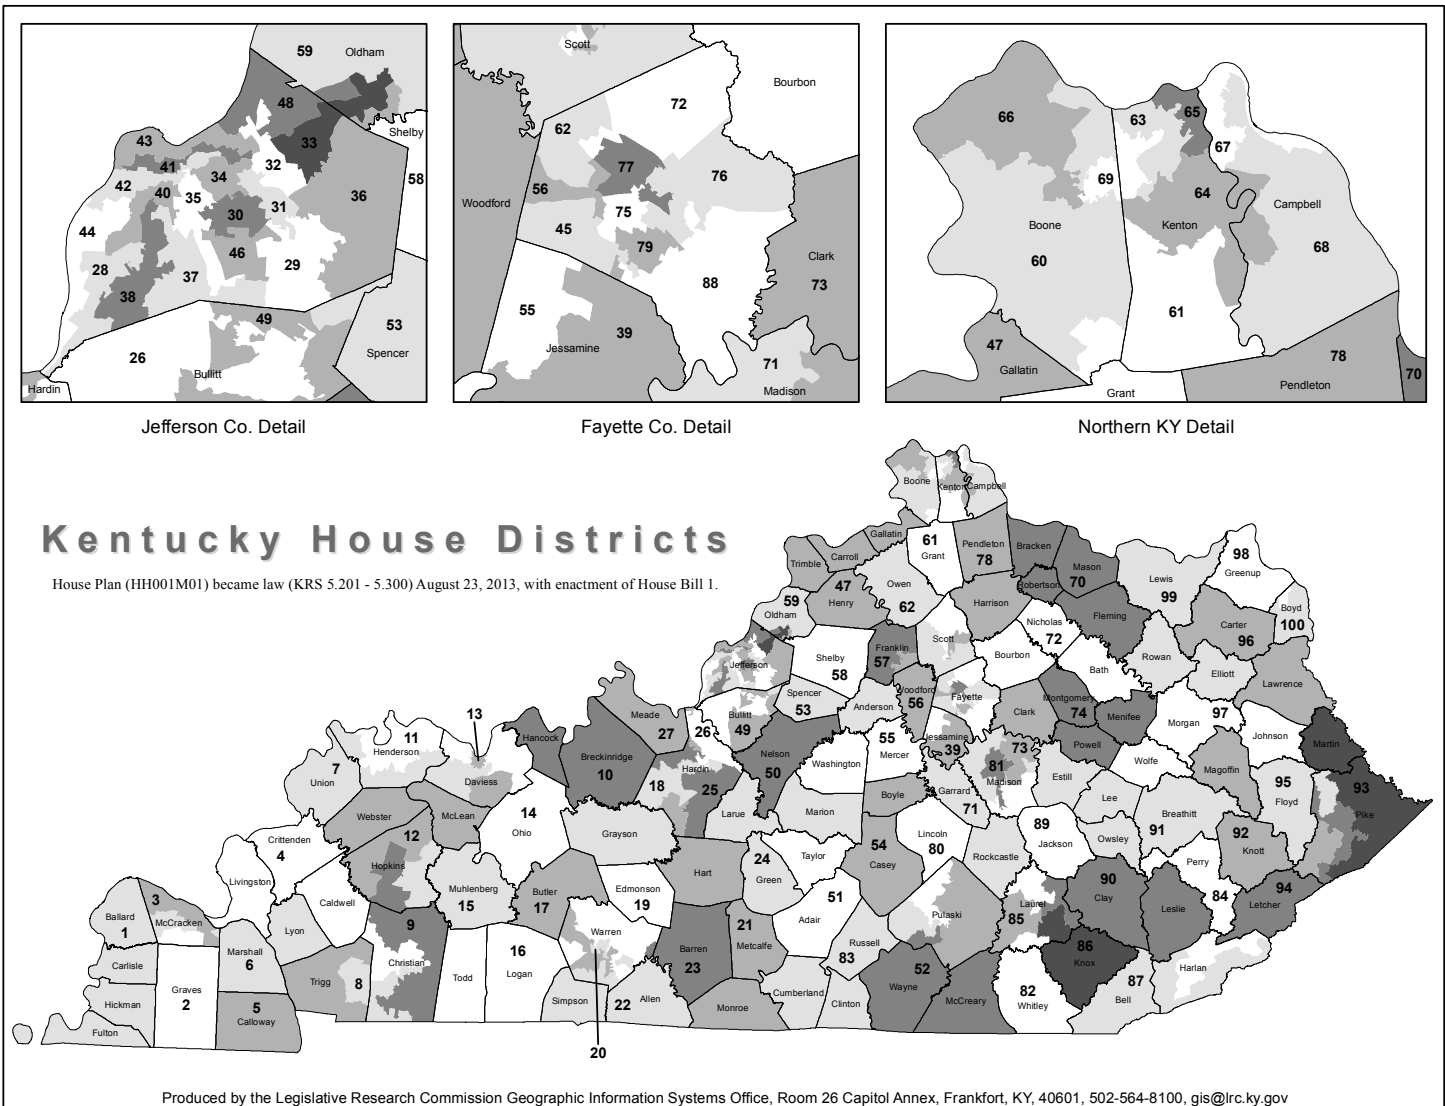 59
Oldham
48
Shelby
43
33
41
32
34
58
42
40
35
36
30
31
44
46
28
29
37
38
49
53
26
Spencer
Bullitt
Hardin
Jefferson Co. Detail
Scott
Bourbon
72
62
77
76
56
Woodford
75
45
79
Clark
88
73
55
39
Jessamine
71
Madison
Fayette Co. Detail
66
65
63
67
69
64
Campbell
Boone
Kenton
68
60
61
47
78
Gallatin
70
Pendleton
Grant
Northern KY Detail
Kentucky House Districts
House Plan (HH001M01) became law (KRS 5.201 - 5.300) August 23, 2013, with enactment of House Bill 1.
Boone
Kenton
Campbell
Gallatin
61
Grant
Pendleton
78
Bracken
98
Greenup
Trimble
Carroll
47
Henry
Owen
62
Robertson
Mason
70
Lewis
99
59
Oldham
Harrison
Nicholas
72
Fleming
Boyd
100
Carter
96
Jefferson
Shelby
58
Franklin
57
Scott
Bourbon
Bath
Rowan
Elliott
Lawrence
Spencer
53
Anderson
Woodford
56
Fayette
Clark
Montgomery
74
Menifee
Morgan
97
Johnson
Martin
13
11
Henderson
Hancock
Meade
27
26
Bullitt
49
Nelson
50
Washington
55
Mercer
Jessamine
39
73
81
Madison
Powell
Wolfe
Magoffin
7
Union
Daviess
Breckinridge
10
Hardin
18
25
Larue
Marion
Boyle
Garrard
71
Estill
Lee
Breathitt
91
95
Floyd
93
Pike
Webster
McLean
14
Ohio
Grayson
Lincoln
80
89
Jackson
Owsley
92
Knott
Crittenden
4
12
Hopkins
24
Green
Taylor
54
Casey
Rockcastle
Perry
Livingston
Caldwell
Muhlenberg
15
Butler
17
Edmonson
19
Hart
51
Adair
Pulaski
Laurel
85
90
Clay
Leslie
84
94
Letcher
3
McCracken
Ballard
1
Lyon
9
Christian
Warren
Barren
23
21
Metcalfe
Russell
83
86
Knox
Harlan
Carlisle
Marshall
6
Graves
2
Trigg
8
Todd
16
Logan
Simpson
22
Allen
Monroe
Cumberland
Clinton
52
Wayne
McCreary
82
Whitley
87
Bell
Hickman
Fulton
5
Calloway
20
Produced by the Legislative Research Commission Geographic Information Systems Office, Room 26 Capitol Annex, Frankfort, KY, 40601, 502-564-8100, gis@lrc.ky.gov